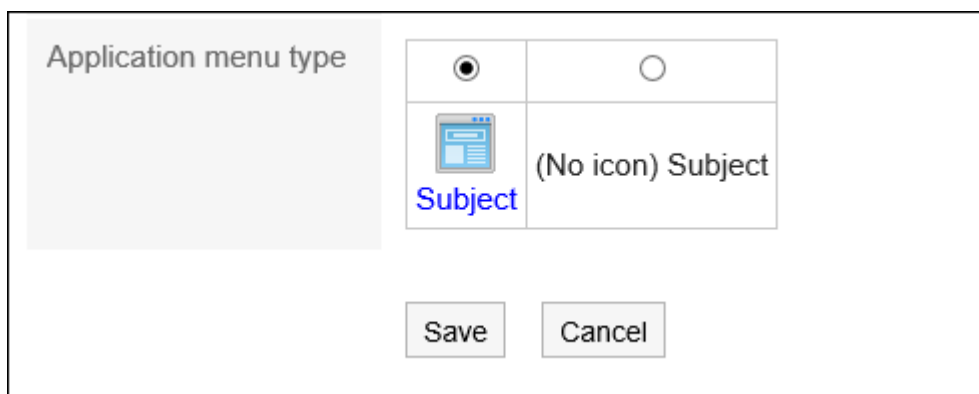 Application menu type
Subject
(No icon) Subject
Save
Cancel